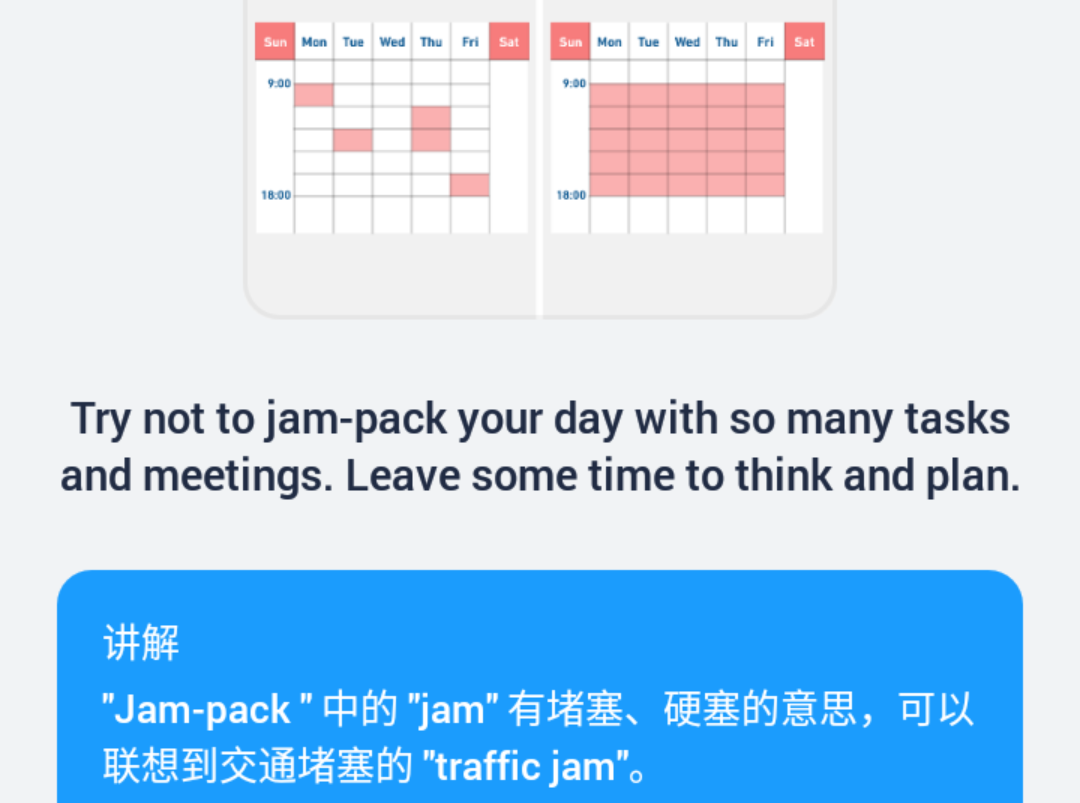 Sun Mon Tue Wed Thu Fri Sat
9:00
18:00
Sun Mon Tue Wed Thu Fri Sat
9:00
18:00
Try not to jam-pack your day with so many tasks
and meetings. Leave some time to think and plan.
讲解
"Jam-pack " 中的 "jam" 有堵塞、硬塞的意思，可以
联想到交通堵塞的 "traffic jam"。